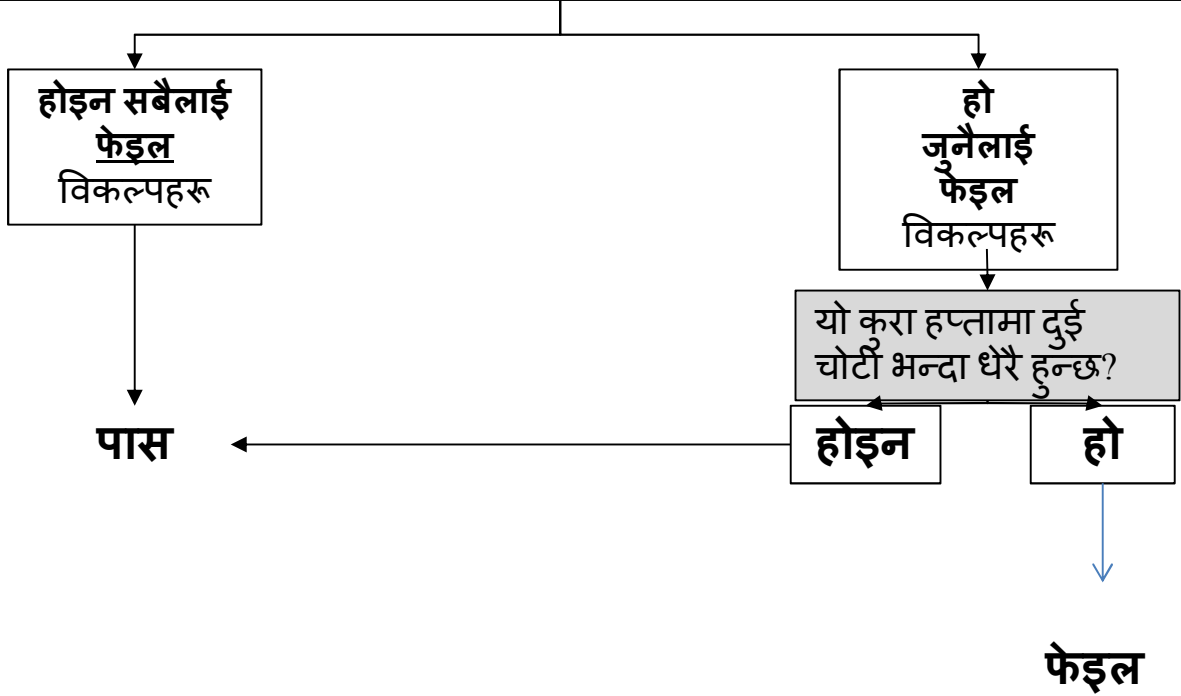 होइन सबैलाई
फेइल
विकल्पहरू
हो
जुनैलाई
फेइल
विकल्पहरू
यो कुरा हप्तामा दुई
चोटी भन्दा धेरै हुन्छ?
पास
होइन
हो
फेइल